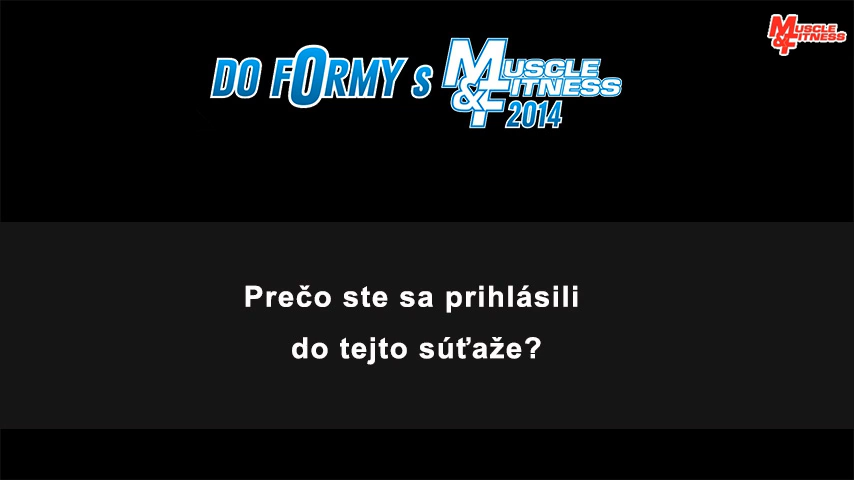 DO FORMY s MUSCLE & FITNESS 2014
MUSCLE & FITNESS
Prečo ste sa prihlásili
do tejto súťaže?